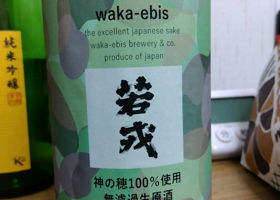 waka-ebis
the excellent japanese sake
waka-ebis brewery & co.
produce of japan
若戎
神の穂100%使用
無濾過生原酒
純米吟醸